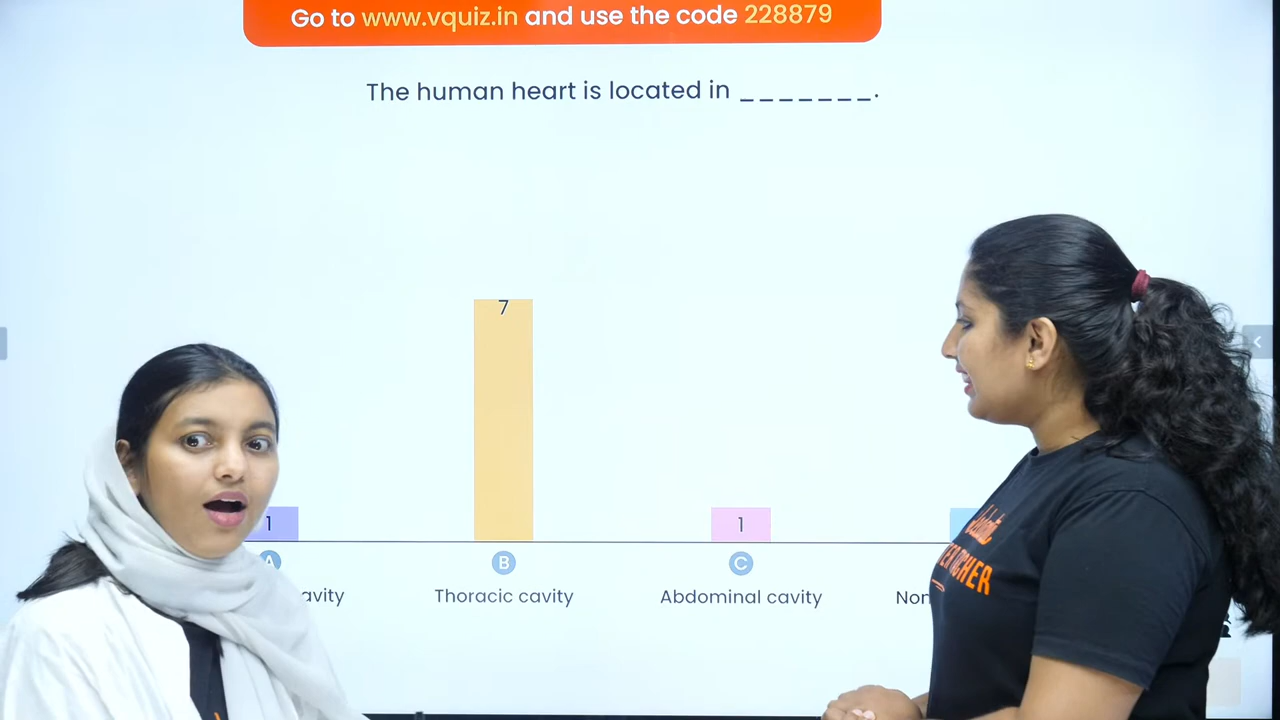 Go to www.vquiz.in and use the code 228879
The human heart is located in _______.
7
1
1
A
B
C
avity
Thoracic cavity
Abdominal cavity
Non